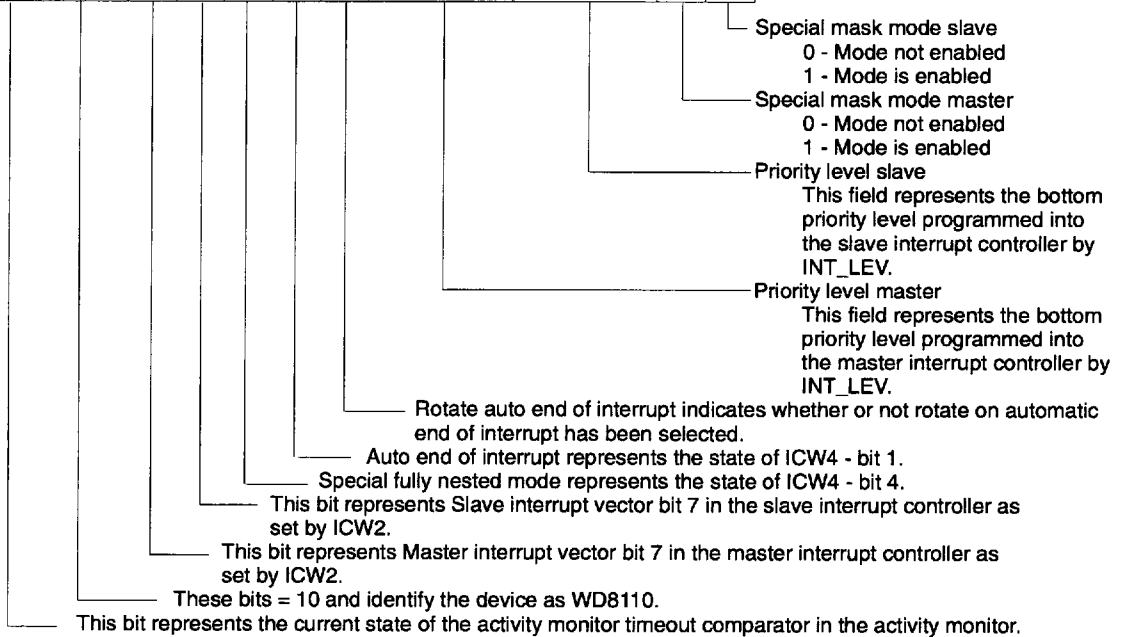 Special mask mode slave
0 - Mode not enabled
1 - Mode is enabled
Special mask mode master
0 - Mode not enabled
1 - Mode is enabled
Priority level slave
This field represents the bottom
priority level programmed into
the slave interrupt controller by
INT_LEV.
Priority level master
This field represents the bottom
priority level programmed into
the master interrupt controller by
INT_LEV.
Rotate auto end of interrupt indicates whether or not rotate on automatic
end of interrupt has been selected.
Auto end of interrupt represents the state of ICW4 - bit 1.
Special fully nested mode represents the state of ICW4 - bit 4.
This bit represents Slave interrupt vector bit 7 in the slave interrupt controller as
set by ICW2.
This bit represents Master interrupt vector bit 7 in the master interrupt controller as
set by ICW2.
These bits = 10 and identify the device as WD8110.
This bit represents the current state of the activity monitor timeout comparator in the activity monitor.